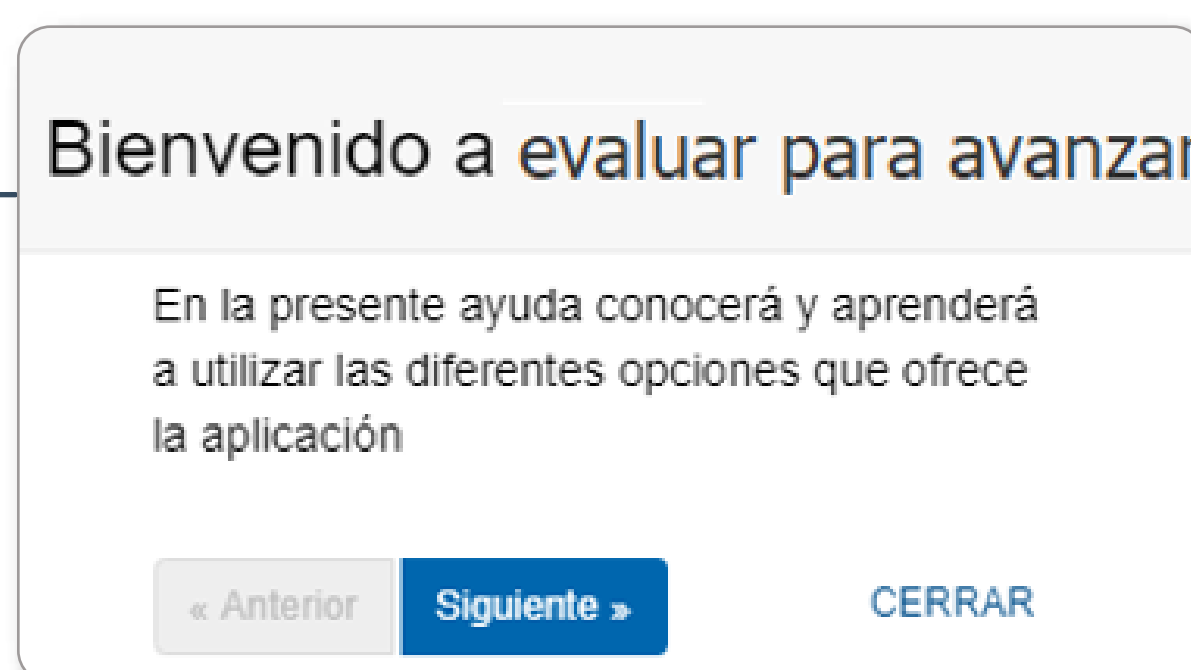 Bienvenido a evaluar para avanzar
En la presente ayuda conocerá y aprenderá
a utilizar las diferentes opciones que ofrece
la aplicación
« Anterior Siguiente » CERRAR